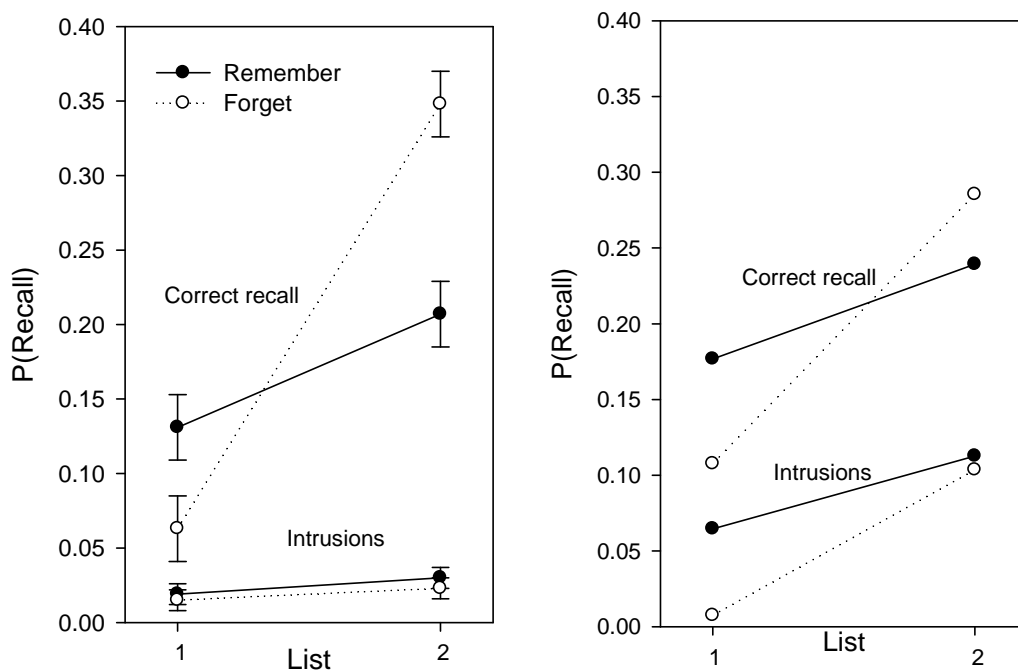 0.40
0.35
0.30
0.25
0.20
0.15
0.10
0.05
0.00
P(Recall)
Remember
Forget
Correct recall
Intrusions
1
2
List
0.40
0.35
0.30
0.25
0.20
0.15
0.10
0.05
0.00
P(Recall)
Correct recall
Intrusions
1
2
List